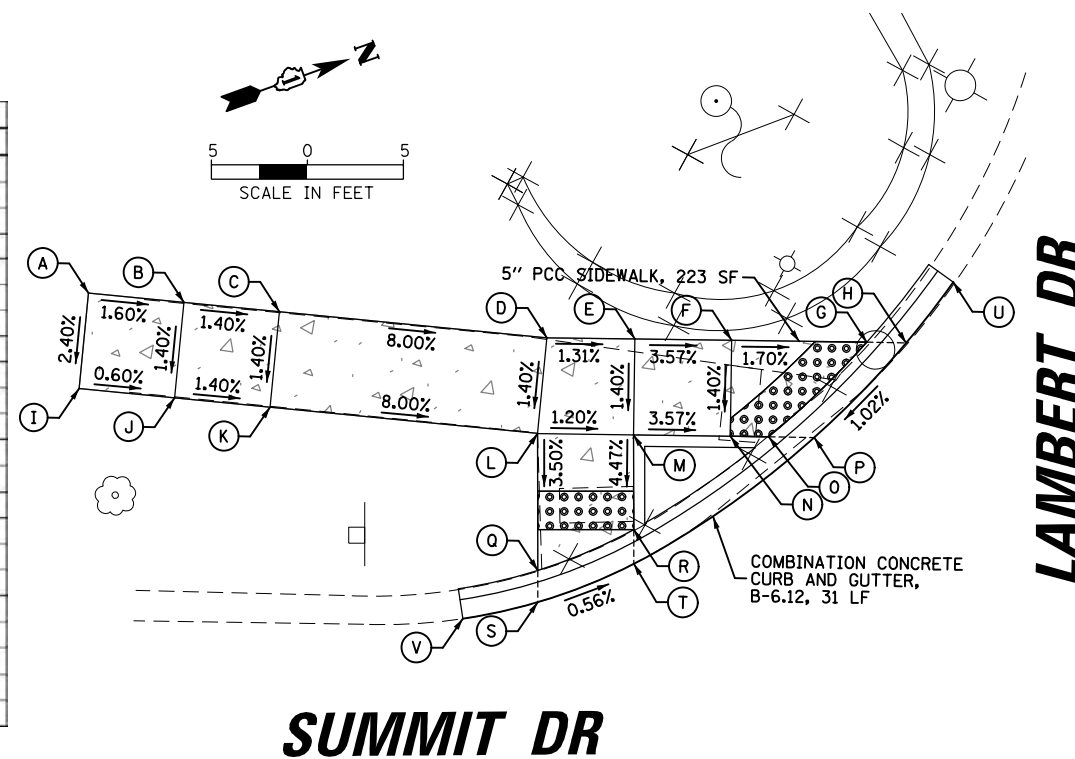 N
5 0 5
SCALE IN FEET
A
B
C
D
E
F
G
H
U
5" PCC SIDEWALK, 223 SF
1.60%
1.40%
8.00%
1.31%
3.57%
1.70%
2.40%
1.40%
1.40%
1.40%
1.40%
1.40%
0.60%
1.40%
8.00%
1.20%
3.57%
1.02%
I
J
K
L
M
N
O
P
3.50%
4.47%
Q
R
S
T
V
0.56%
COMBINATION CONCRETE
CURB AND GUTTER,
B-6.12, 31 LF
LAMBERT DR
SUMMIT DR